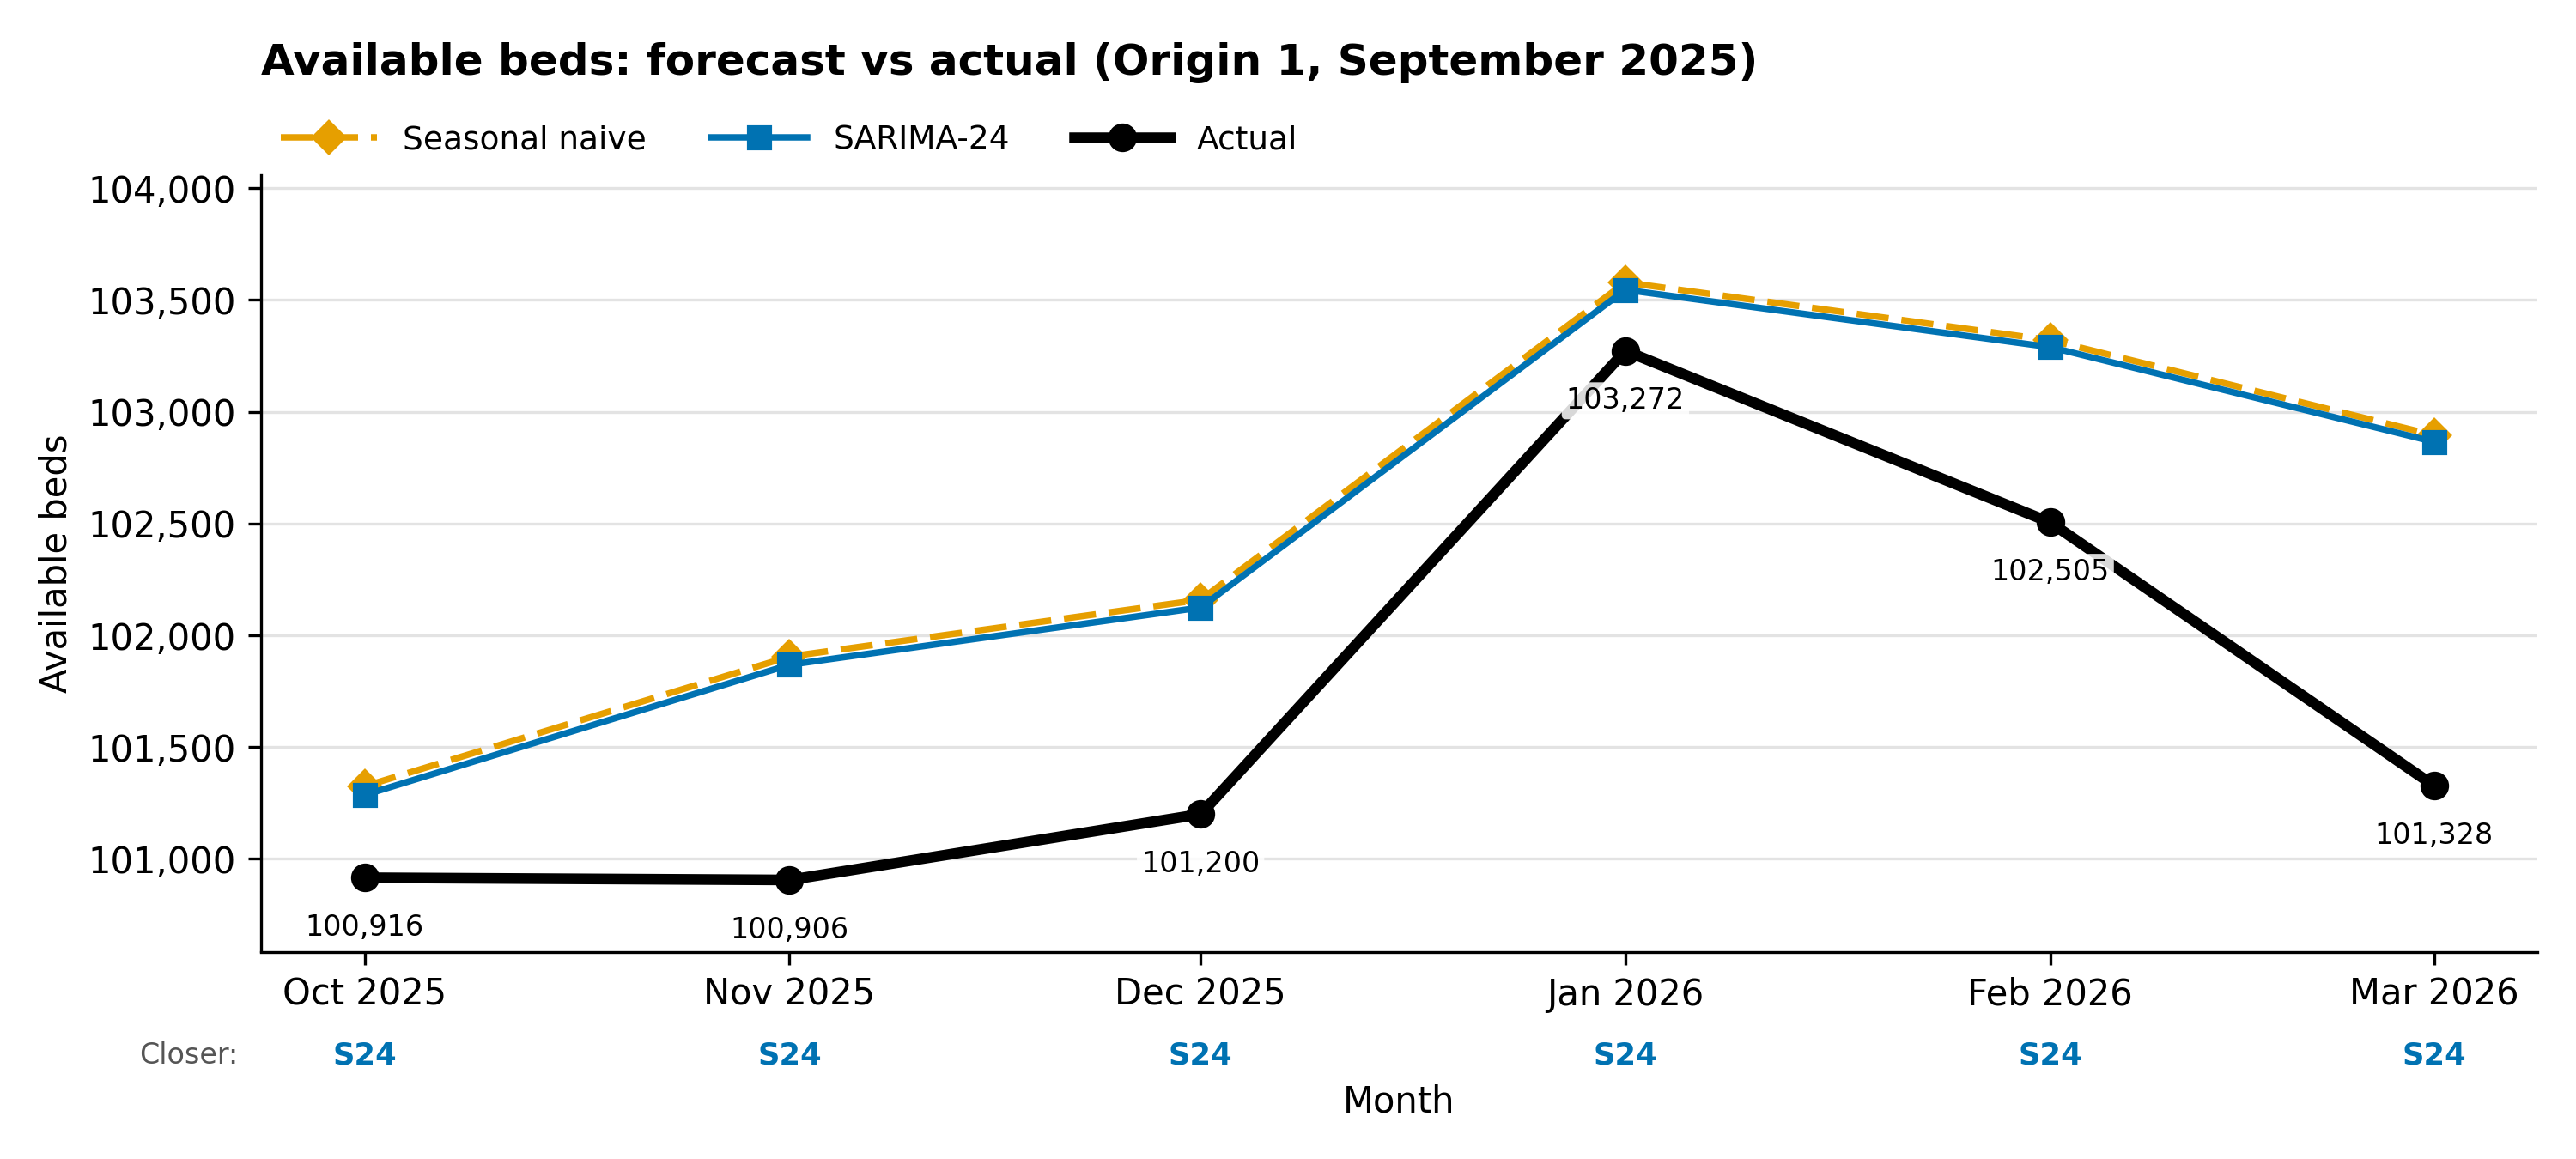 Available beds: forecast vs actual (Origin 1, September 2025)
Seasonal naive SARIMA-24 Actual
104,000
103,500
103,000
102,500
102,000
101,500
101,000
Available beds
103,272
102,505
101,328
101,200
100,916
100,906
Oct 2025 Nov 2025 Dec 2025 Jan 2026 Feb 2026 Mar 2026
Closer: S24 S24 S24 S24 S24 S24
Month